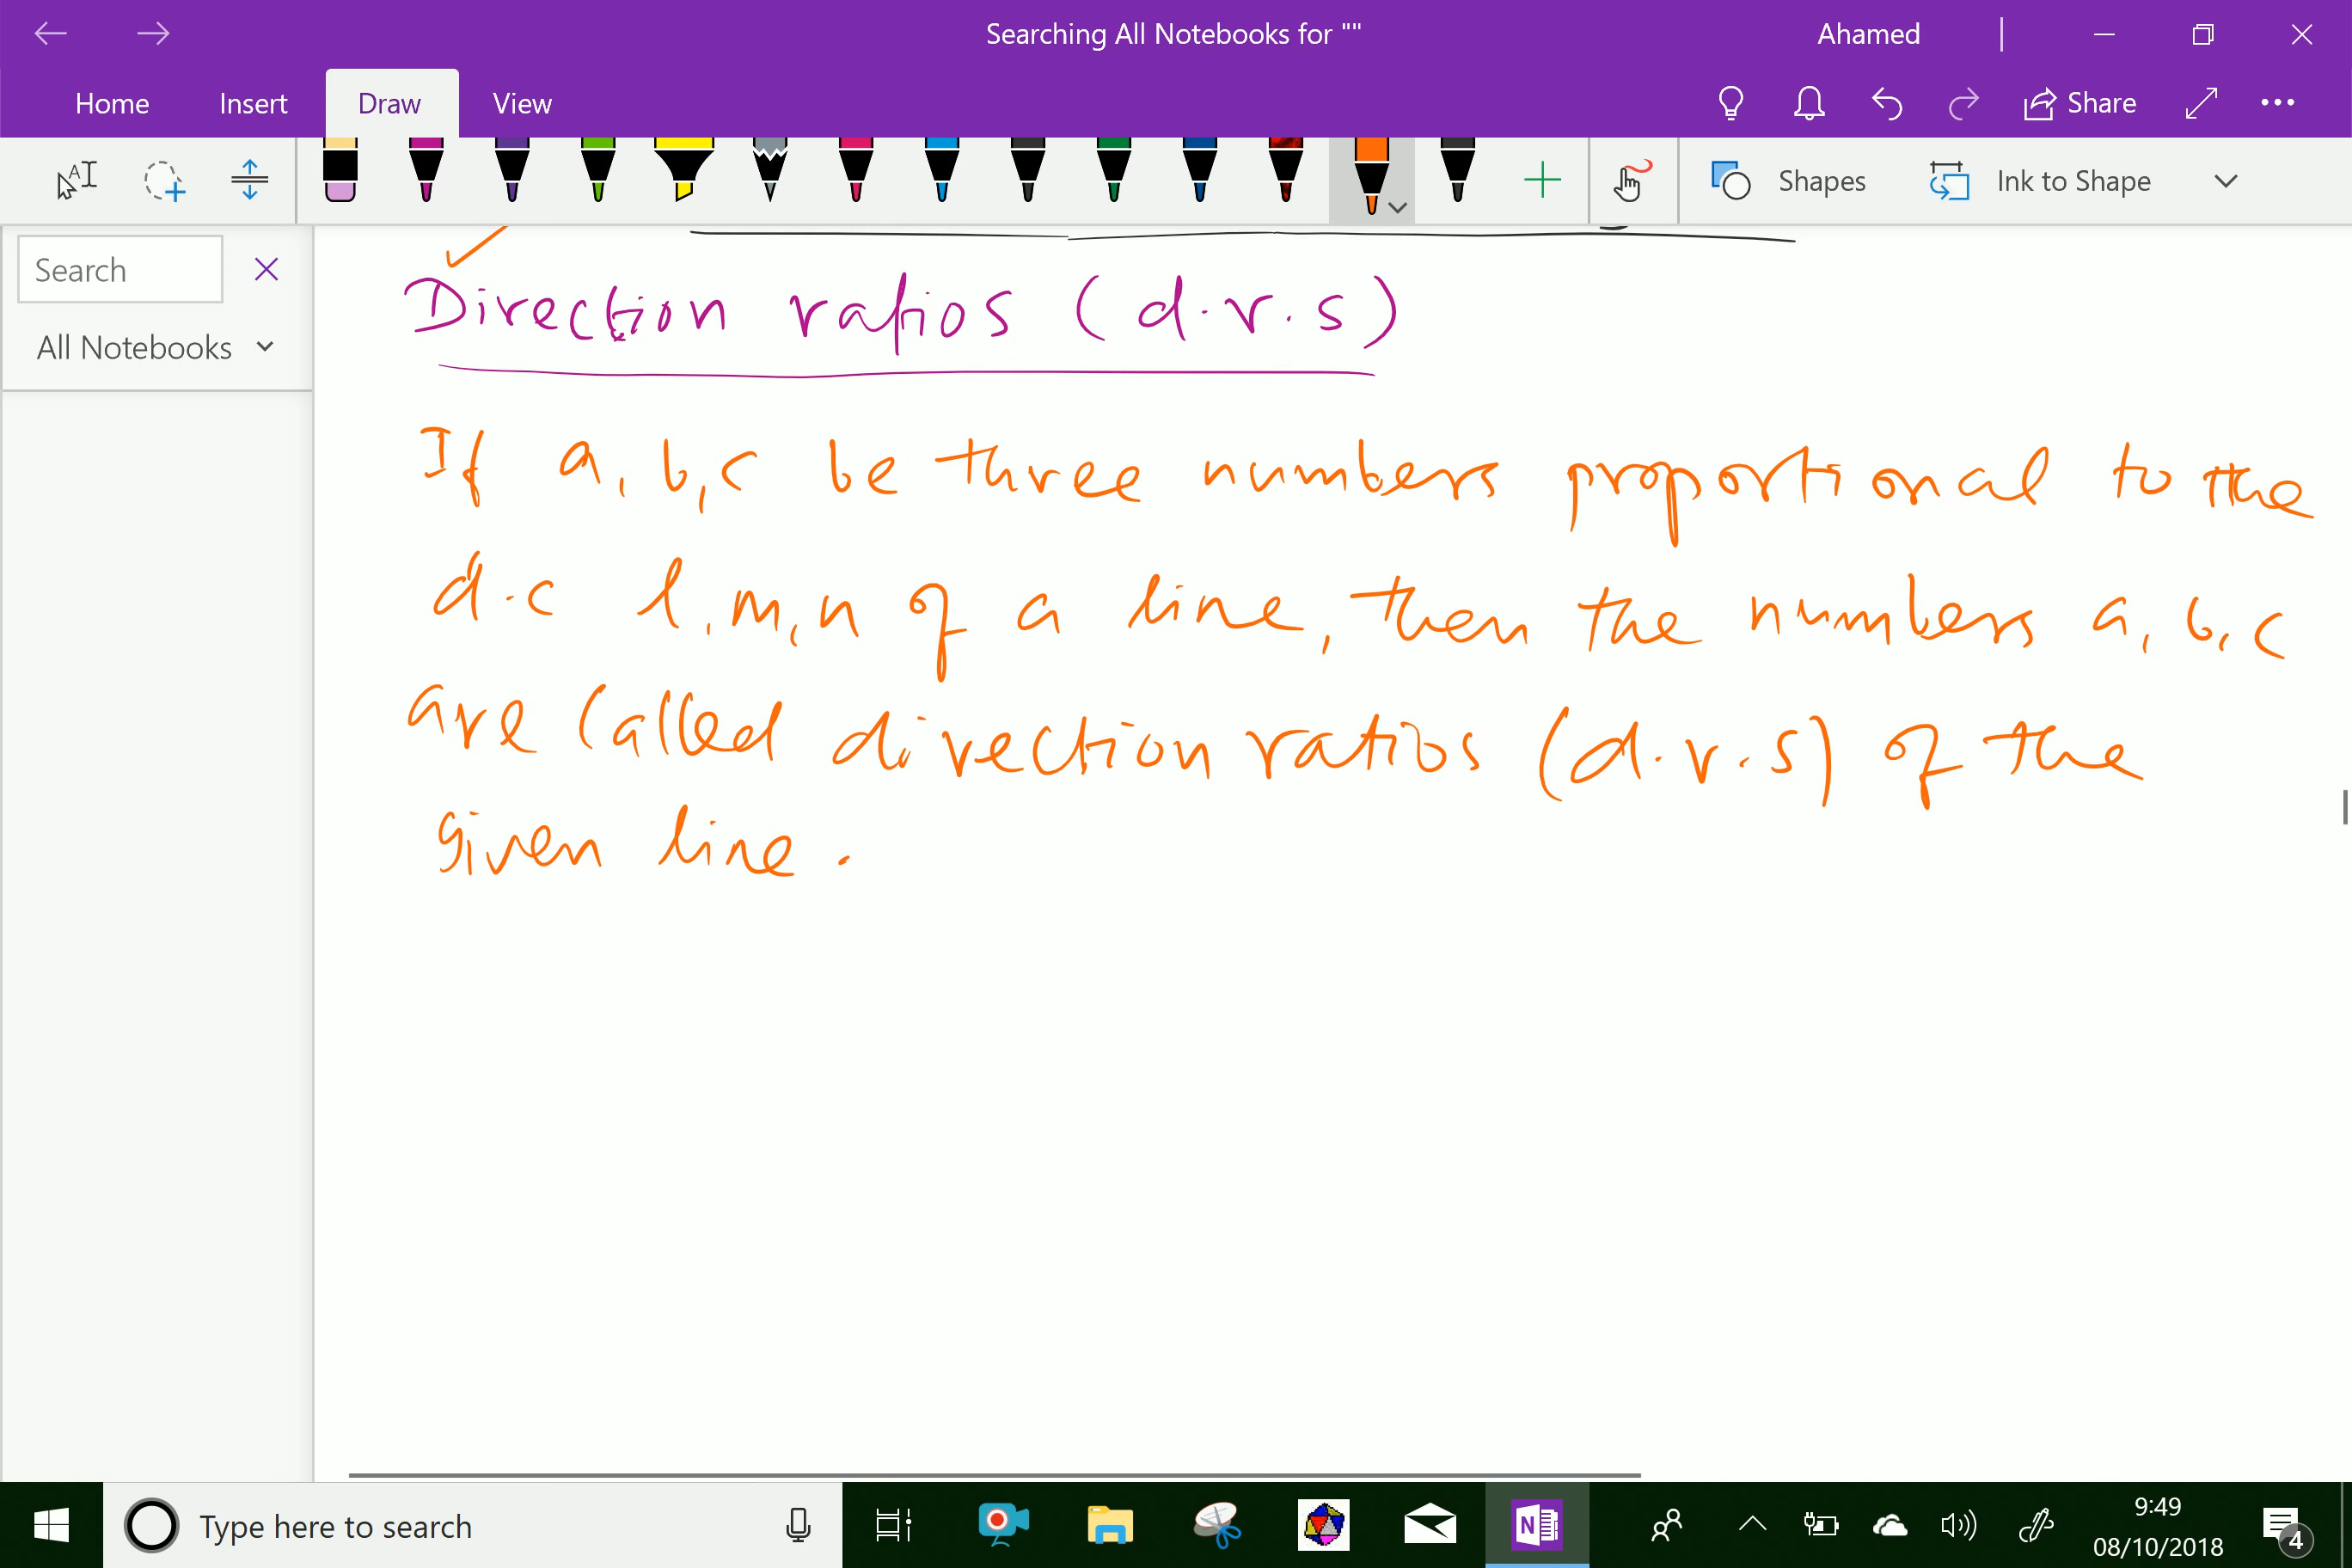 Searching All Notebooks for ""
Ahamed
Home Insert Draw View
Share
Shapes
Ink to Shape
Search
All Notebooks
Direction ratios (d.r.s)
If a, b, c be three numbers proportional to the
d.c l, m, n of a line, then the numbers a, b, c
are called direction ratios (d.r.s) of the
given line.
Type here to search
N
9:49
08/10/2018
4